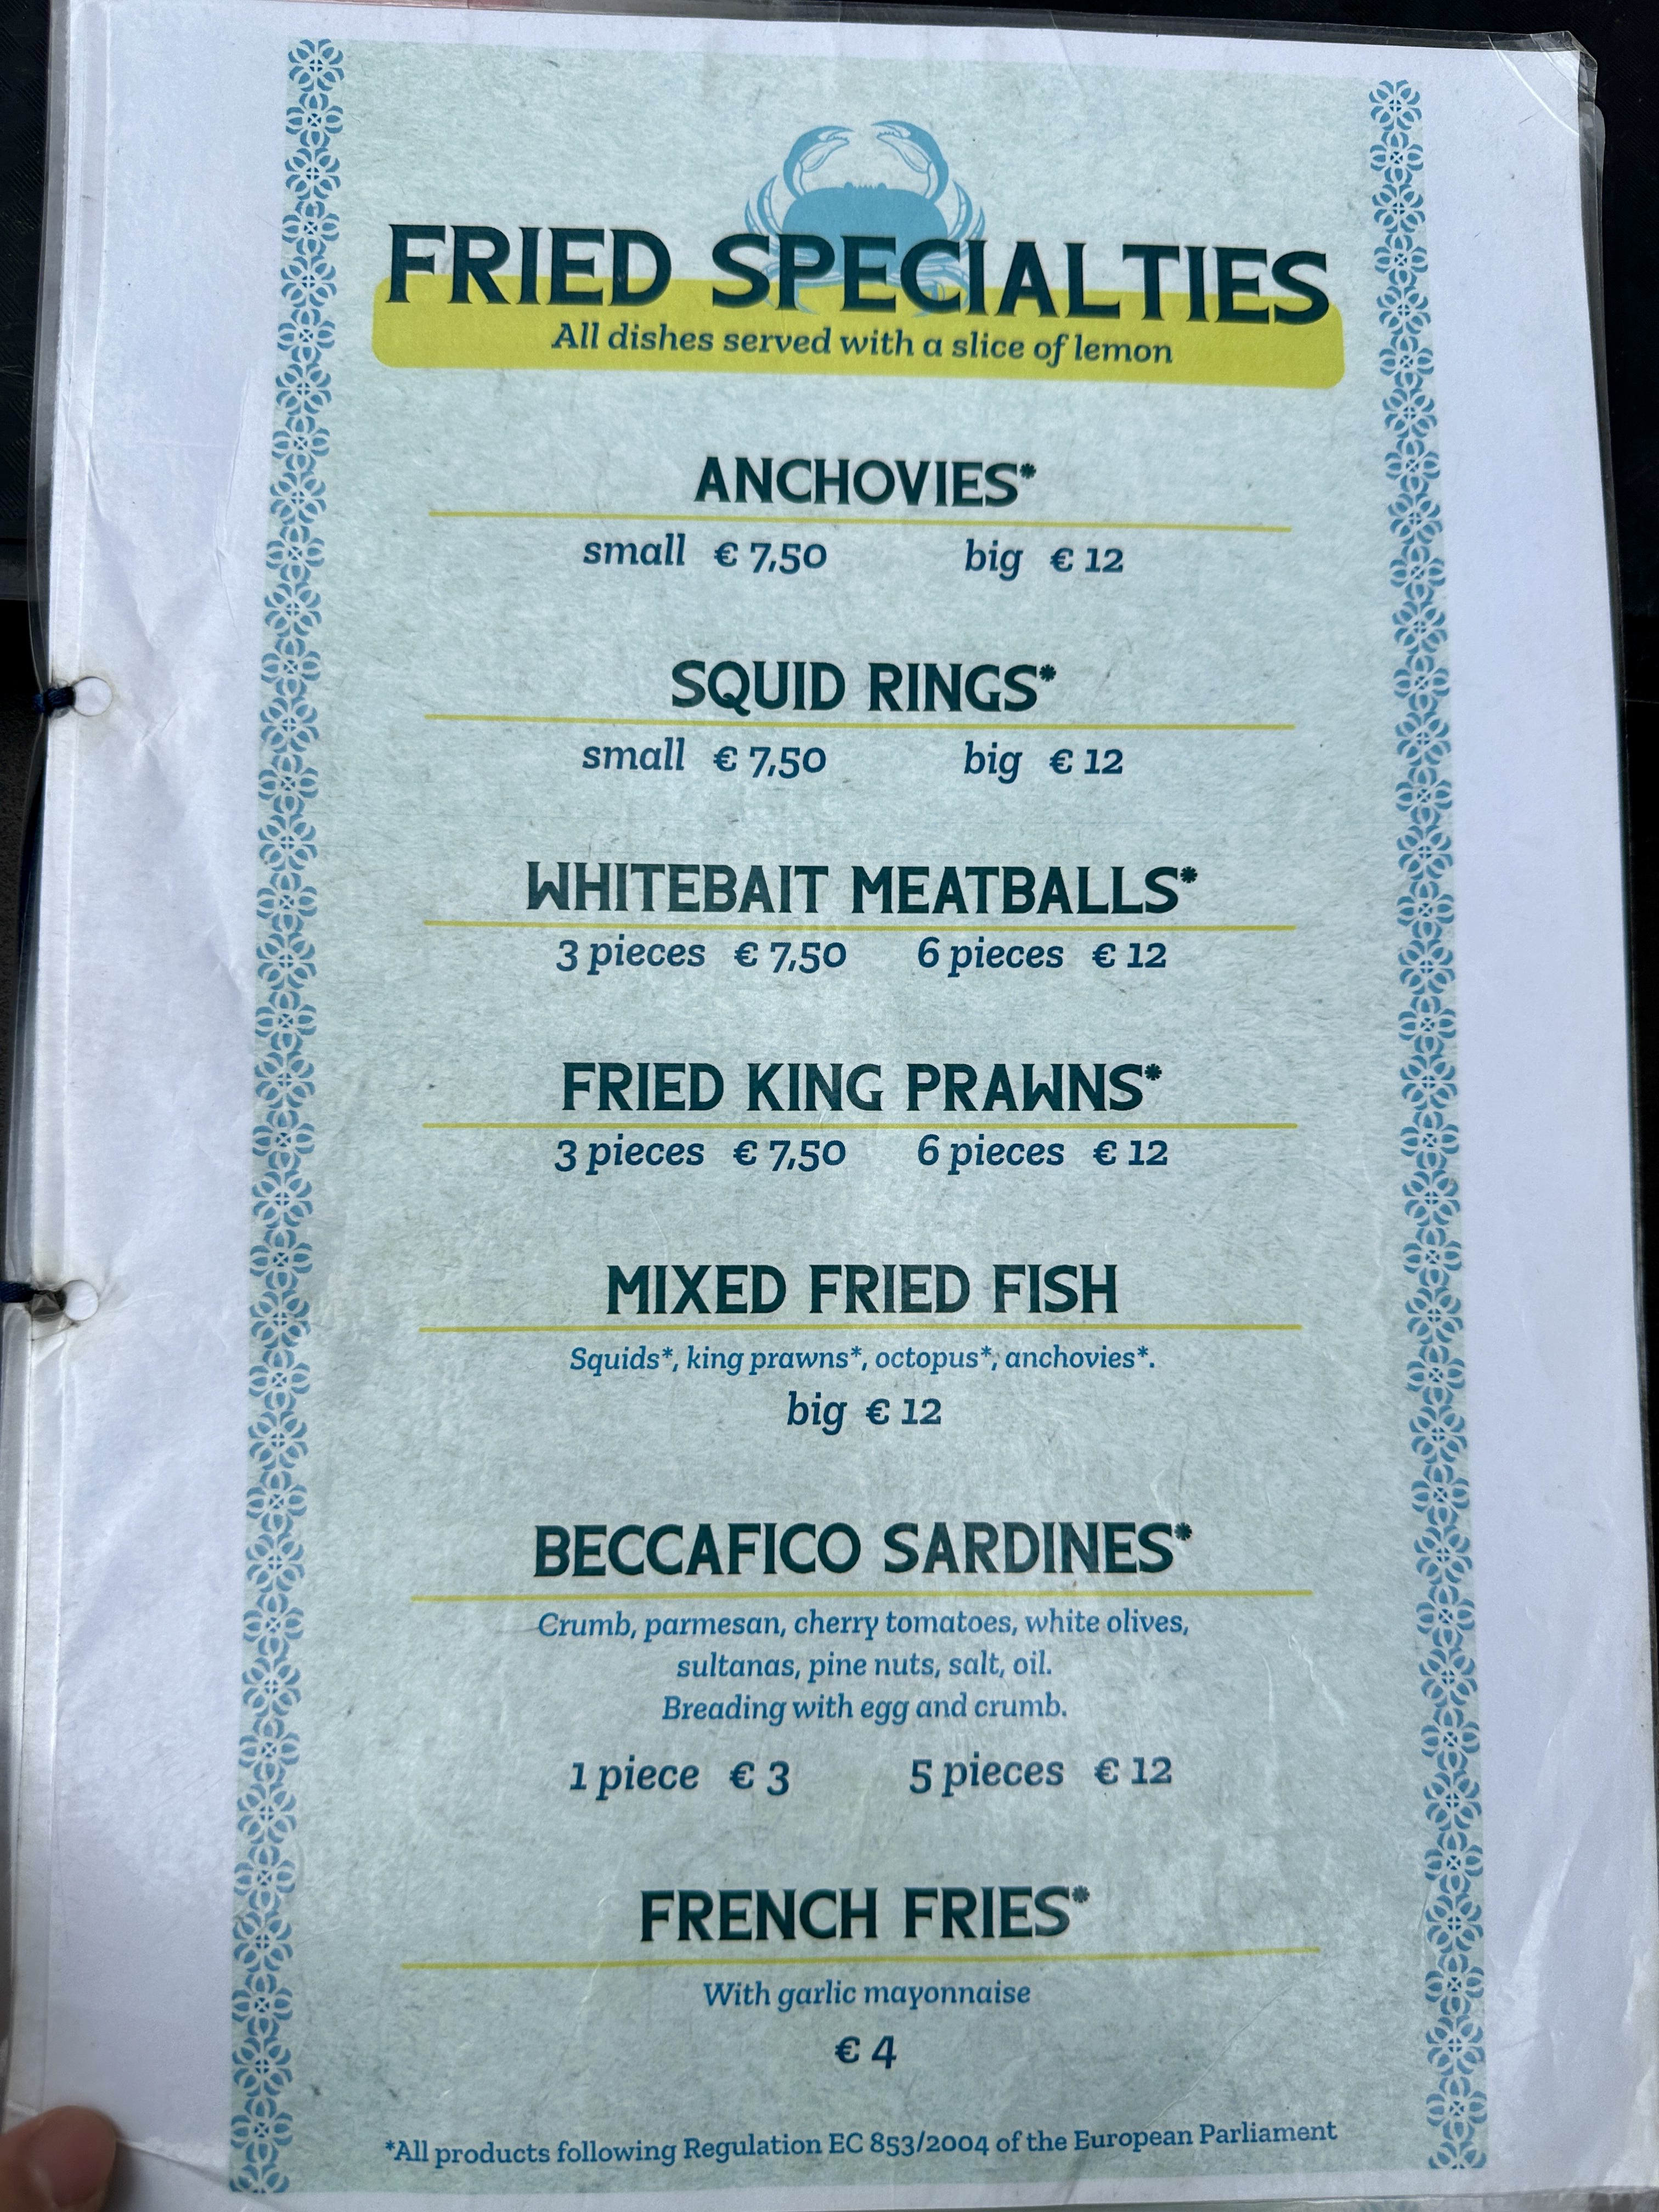 FRIED SPECIALTIES
All dishes served with a slice of lemon
ANCHOVIES*
small € 7,50 big € 12
SQUID RINGS*
small € 7,50 big € 12
WHITEBAIT MEATBALLS*
3 pieces € 7,50 6 pieces € 12
FRIED KING PRAWNS*
3 pieces € 7,50 6 pieces € 12
MIXED FRIED FISH
Squids*, king prawns*, octopus*, anchovies*.
big € 12
BECCAFICO SARDINES*
Crumb, parmesan, cherry tomatoes, white olives,
sultanas, pine nuts, salt, oil.
Breading with egg and crumb.
1 piece € 3 5 pieces € 12
FRENCH FRIES*
With garlic mayonnaise
€ 4
*All products following Regulation EC 853/2004 of the European Parliament